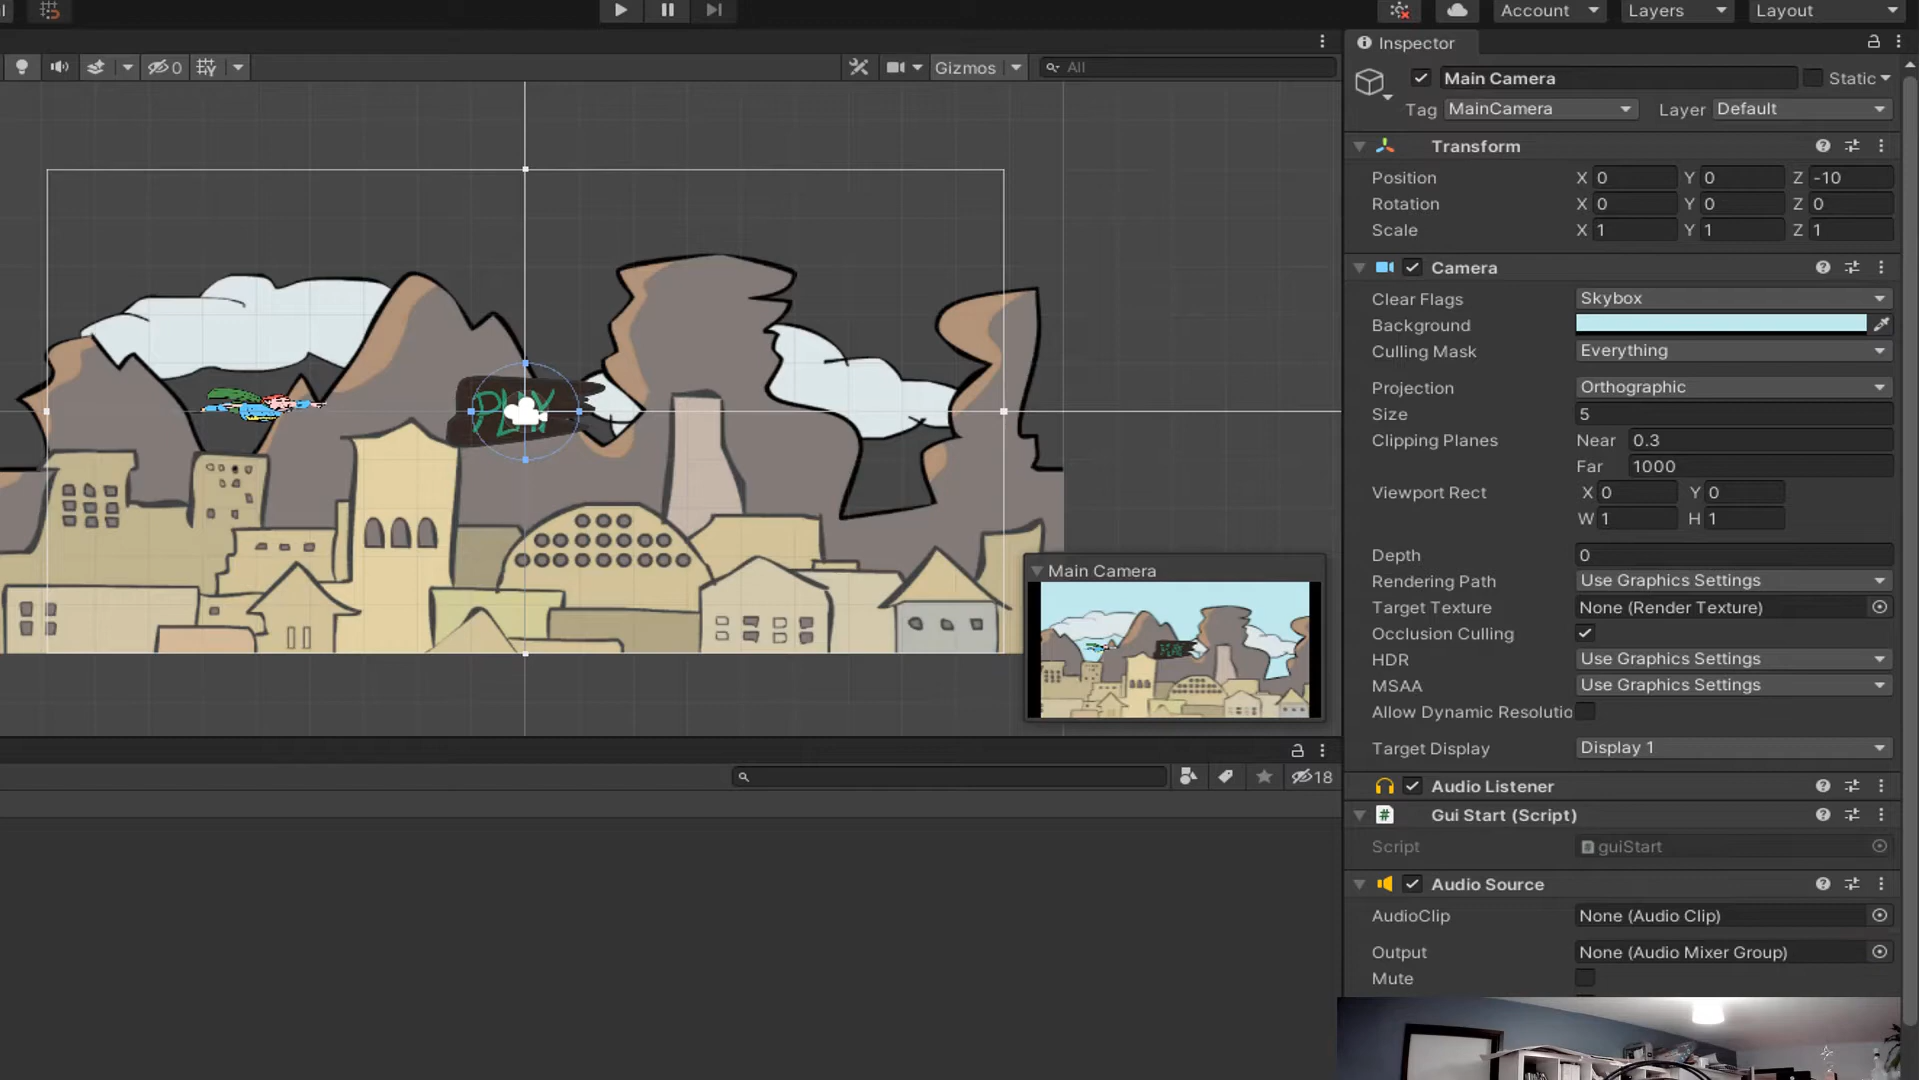 Account
Layers
Layout
Inspector
0
Gizmos
All
Main Camera
Static
Tag MainCamera Layer Default
Transform
Position X 0 Y 0 Z -10
Rotation X 0 Y 0 Z 0
Scale X 1 Y 1 Z 1
Camera
Clear Flags Skybox
Background
Culling Mask Everything
Projection Orthographic
Size 5
Clipping Planes Near 0.3
Far 1000
Viewport Rect X 0 Y 0
W 1 H 1
Depth 0
Rendering Path Use Graphics Settings
Target Texture None (Render Texture)
Occlusion Culling
HDR Use Graphics Settings
MSAA Use Graphics Settings
Allow Dynamic Resolutio
Target Display Display 1
Audio Listener
Gui Start (Script)
Script guiStart
Audio Source
AudioClip None (Audio Clip)
Output None (Audio Mixer Group)
Mute
PLAY
Main Camera
18